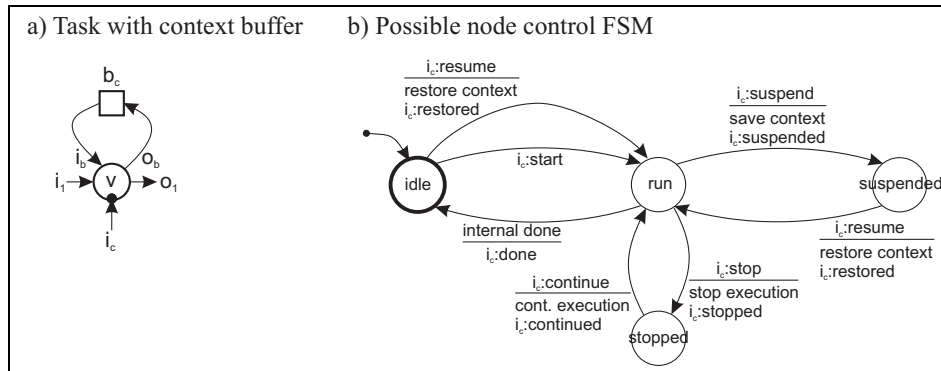 a) Task with context buffer
b) Possible node control FSM
b_c
i_b
o_b
i_1
v
o_1
i_c
i_c:resume
restore context
i_c:restored
i_c:start
idle
internal done
i_c:done
run
i_c:suspend
save context
i_c:suspended
suspended
i_c:resume
restore context
i_c:restored
i_c:continue
cont. execution
i_c:continued
i_c:stop
stop execution
i_c:stopped
stopped